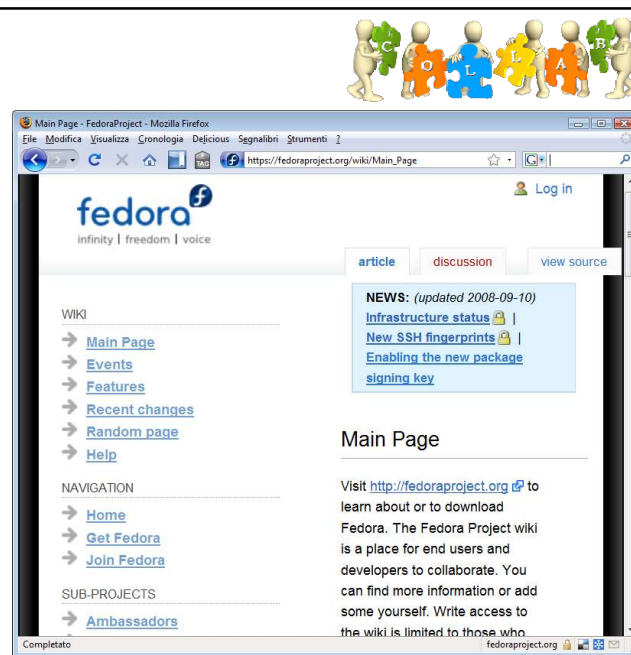 COLLAB
Main Page - FedoraProject - Mozilla Firefox
File Modifica Visualizza Cronologia Delicious Segnalibri Strumenti ?
TAG https://fedoraproject.org/wiki/Main_Page G
Log in
fedora
infinity | freedom | voice
article discussion view source
NEWS: (updated 2008-09-10)
Infrastructure status |
New SSH fingerprints |
Enabling the new package
signing key
WIKI
Main Page
Events
Features
Recent changes
Random page
Help
NAVIGATION
Home
Get Fedora
Join Fedora
SUB-PROJECTS
Ambassadors
Main Page
Visit http://fedoraproject.org to
learn about or to download
Fedora. The Fedora Project wiki
is a place for end users and
developers to collaborate. You
can find more information or add
some yourself. Write access to
the wiki is limited to those who
Completato fedoraproject.org